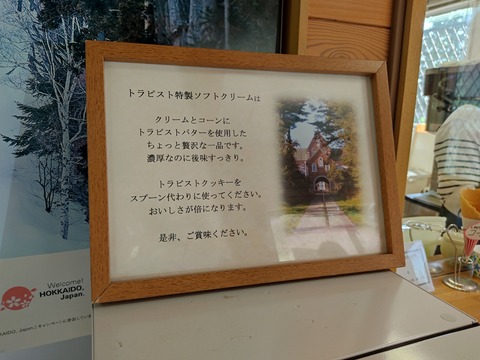 トラピスト特製ソフトクリームは
クリームとコーンに
トラピストバターを使用した
ちょっと贅沢な一品です。
濃厚なのに後味すっきり。
トラピストクッキーを
スプーン代わりに使ってください。
おいしさが倍になります。
是非、ご賞味ください。
Welcome!
HOKKAIDO,
Japan.